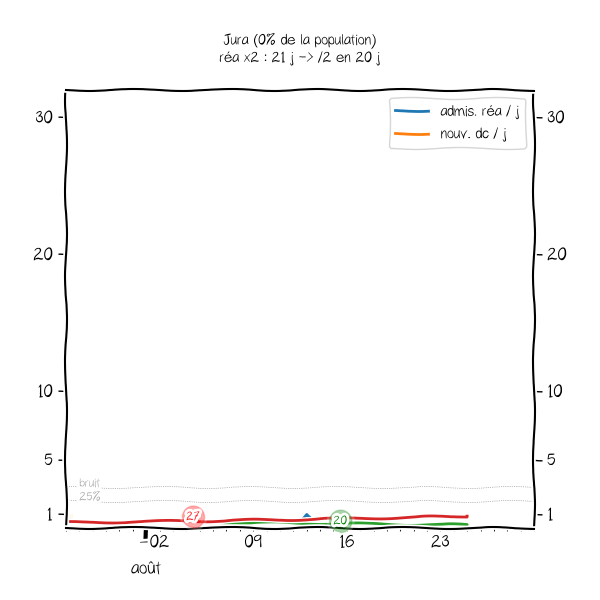 Jura (0% de la population)
réa x2 : 21 j -> /2 en 20 j
admis. réa / j
nouv. dc / j
30
30
20
20
10
10
5
5
bruit
25%
1
1
27
20
02
09
16
23
août